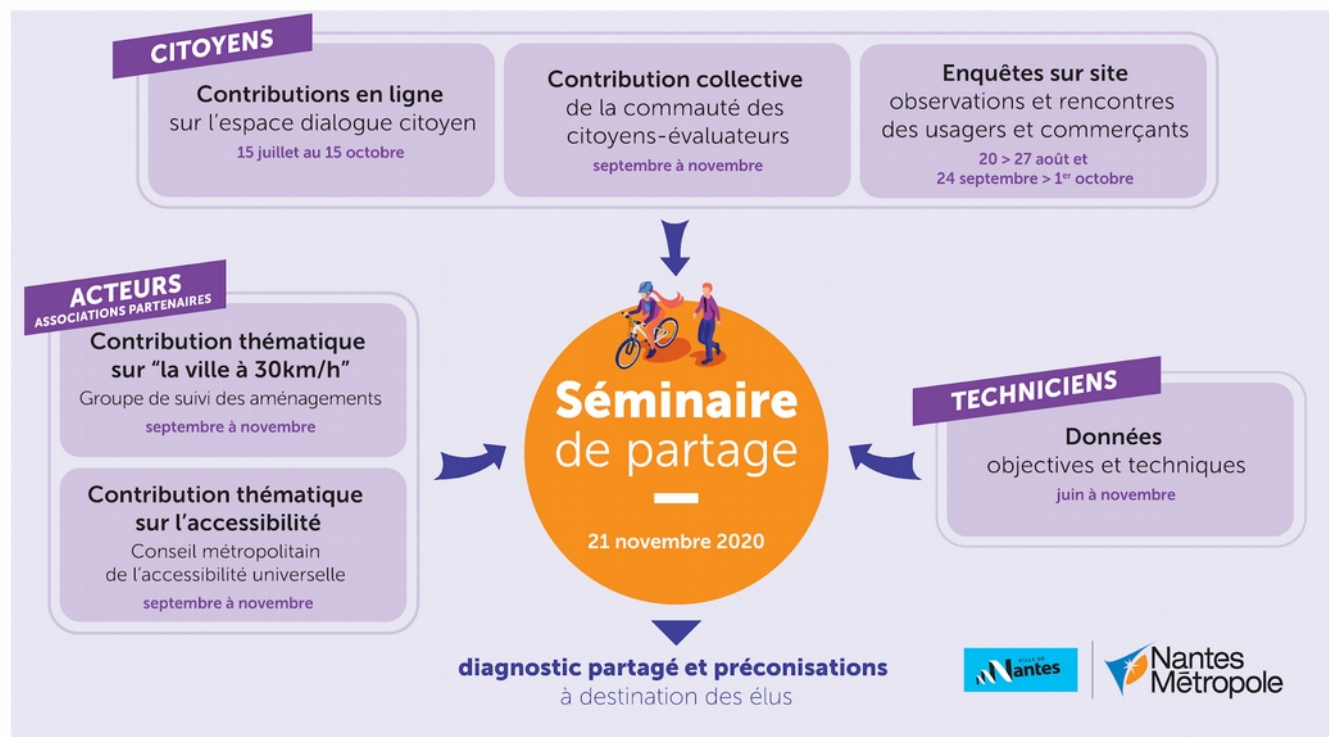 CITOYENS
Contributions en ligne
sur l'espace dialogue citoyen
15 juillet au 15 octobre
Contribution collective
de la commauté des
citoyens-évaluateurs
septembre à novembre
Enquêtes sur site
observations et rencontres
des usagers et commerçants
20 > 27 août et
24 septembre > 1er octobre
ACTEURS
ASSOCIATIONS PARTENAIRES
Contribution thématique
sur "la ville à 30km/h"
Groupe de suivi des aménagements
septembre à novembre
Contribution thématique
sur l'accessibilité
Conseil métropolitain
de l'accessibilité universelle
septembre à novembre
Séminaire
de partage
21 novembre 2020
TECHNICIENS
Données
objectives et techniques
juin à novembre
diagnostic partagé et préconisations
à destination des élus
VILLE DE
Nantes
Nantes
Métropole